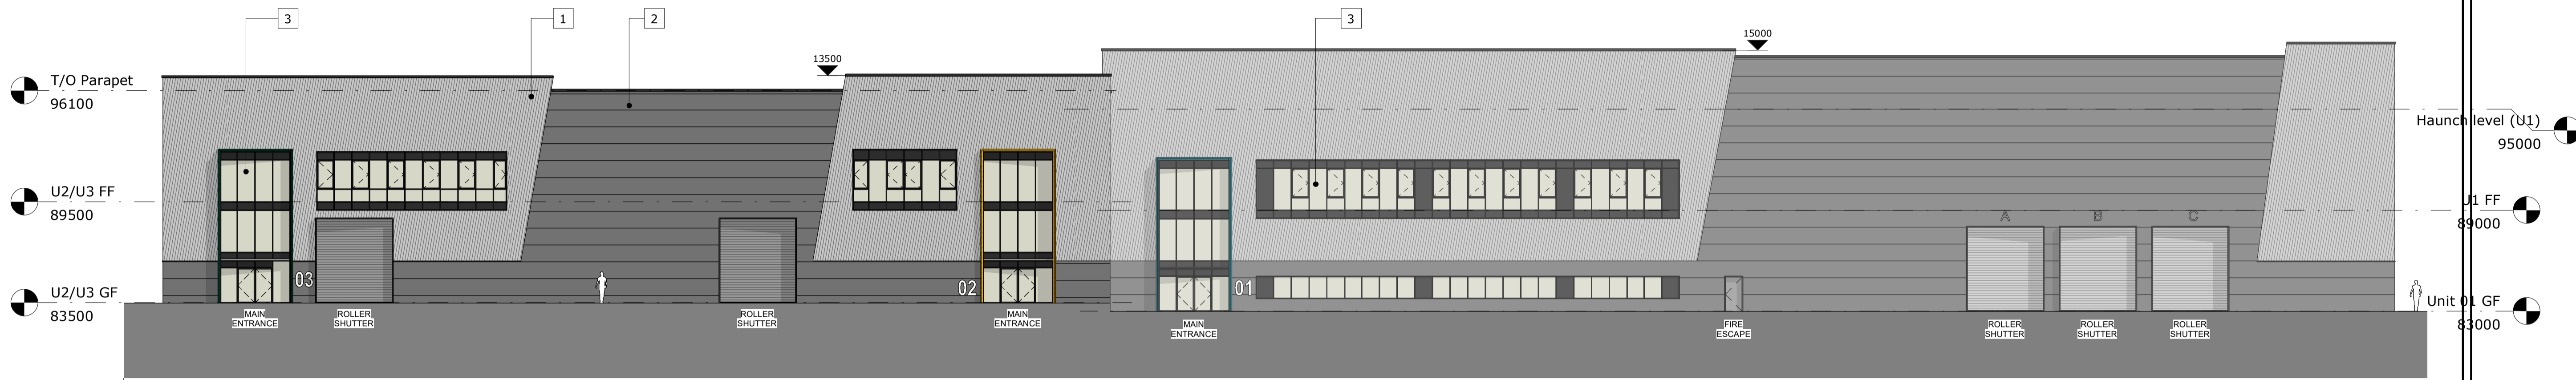 3
1
2
3
13500
15000
T/O Parapet
96100
Haunch level (U1)
95000
U2/U3 FF
89500
U1 FF
89000
A
B
C
03
02
01
U2/U3 GF
83500
Unit 01 GF
83000
MAIN
ENTRANCE
ROLLER
SHUTTER
ROLLER
SHUTTER
MAIN
ENTRANCE
MAIN
ENTRANCE
FIRE
ESCAPE
ROLLER
SHUTTER
ROLLER
SHUTTER
ROLLER
SHUTTER